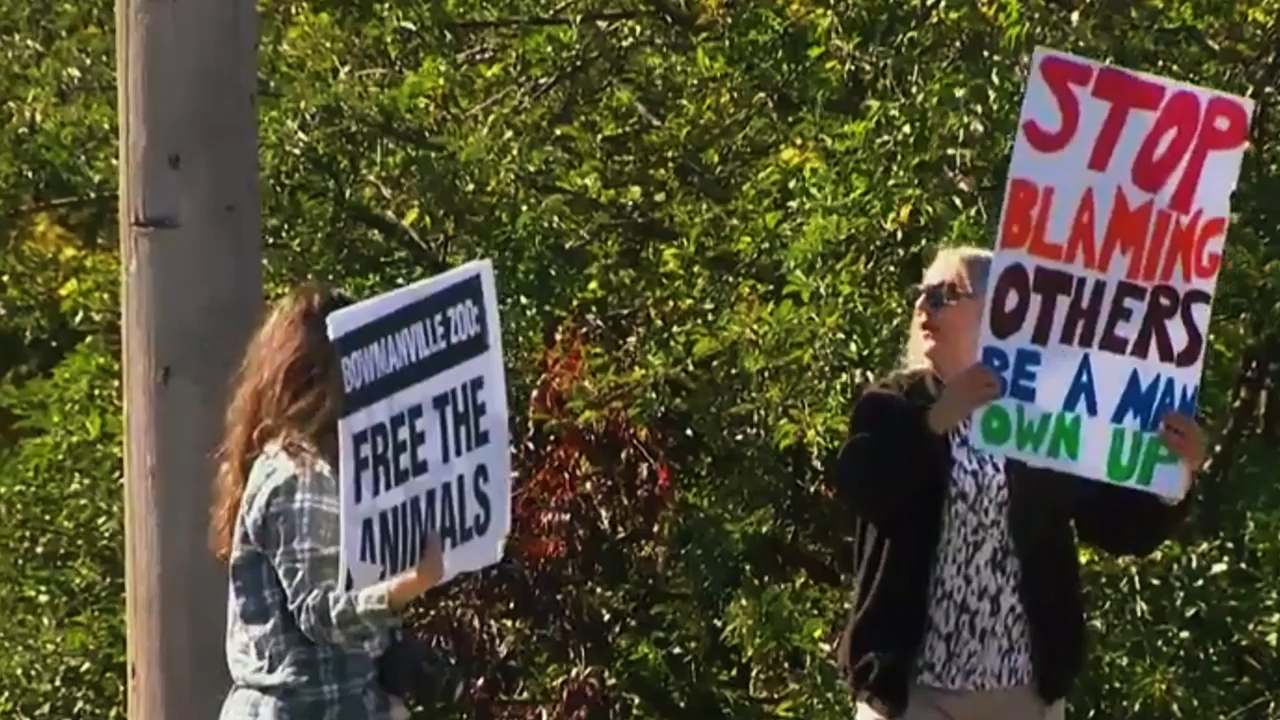 BOWMANVILLE ZOO:
FREE THE
ANIMALS
STOP
BLAMING
OTHERS
BE A MAN
OWN UP